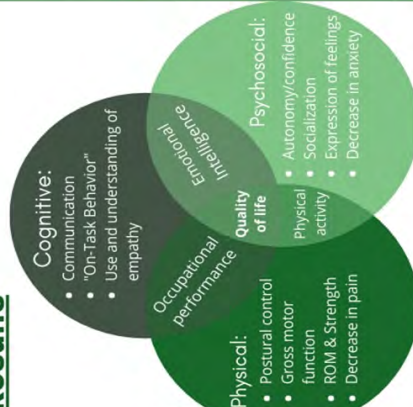 Cognitive:
• Communication
• "On-Task Behavior"
• Use and understanding of
empathy
Occupational
performance
Emotional
Intelligence
Quality
of life
Physical:
• Postural control
• Gross motor
function
• ROM & Strength
• Decrease in pain
Physical
activity
Psychosocial:
• Autonomy/confidence
• Socialization
• Expression of feelings
• Decrease in anxiety